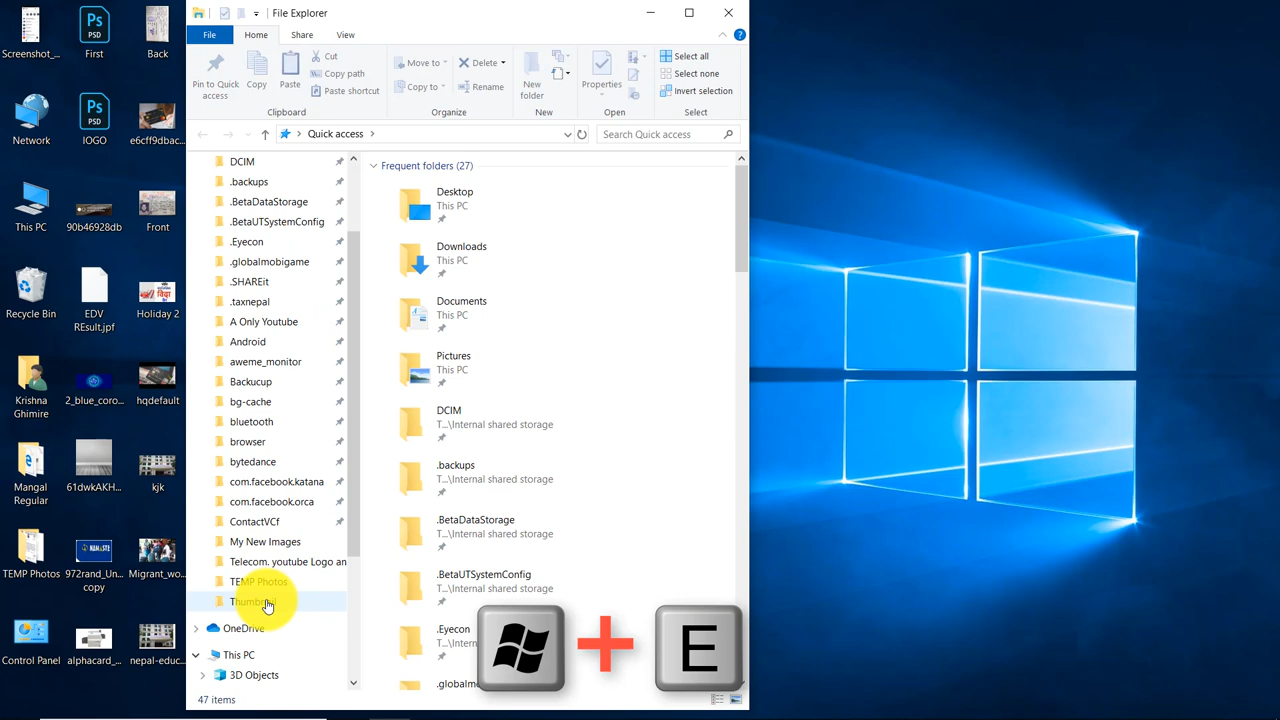 Screenshot_...
First
Back
Network
lOGO
e6cff9dbac...
This PC
90b46928db
Front
Recycle Bin
EDV
REsult.jpf
Holiday 2
Krishna
Ghimire
2_blue_coro...
hqdefault
Mangal
Regular
61dwkAKH...
kjk
TEMP Photos
972rand_Un...
copy
Migrant_wo...
Control Panel
alphacard_...
nepal-educ...
PSD
PSD
NAMASTE
File Explorer
File
Home
Share
View
Pin to Quick
access
Copy
Paste
Cut
Copy path
Paste shortcut
Clipboard
Move to
Copy to
Delete
Rename
Organize
New
folder
New
Properties
Open
Select all
Select none
Invert selection
Select
Quick access
Search Quick access
DCIM
.backups
.BetaDataStorage
.BetaUTSystemConfig
.Eyecon
.globalmobigame
.SHAREit
.taxnepal
A Only Youtube
Android
aweme_monitor
Backucup
bg-cache
bluetooth
browser
bytedance
com.facebook.katana
com.facebook.orca
ContactVCf
My New Images
Telecom. youtube Logo an
TEMP Photos
Thumbnail
OneDrive
This PC
3D Objects
Frequent folders (27)
Desktop
This PC
Downloads
This PC
Documents
This PC
Pictures
This PC
DCIM
T...\Internal shared storage
.backups
T...\Internal shared storage
.BetaDataStorage
T...\Internal shared storage
.BetaUTSystemConfig
T...\Internal shared storage
.Eyecon
.globalmo
47 items
E